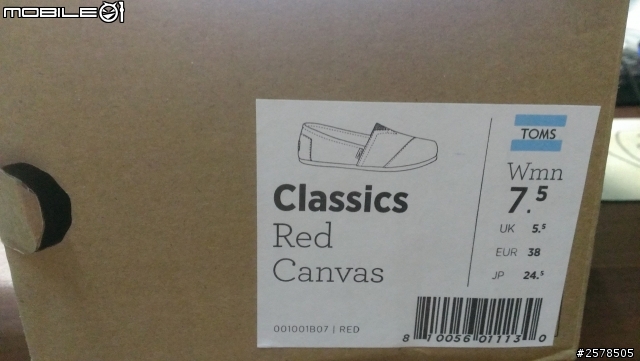 MOBILE01
TOMS
Classics
Red
Canvas
001001B07 | RED
Wmn
7.5
UK 5.5
EUR 38
JP 24.5
8 10056 01113 0
#2578505